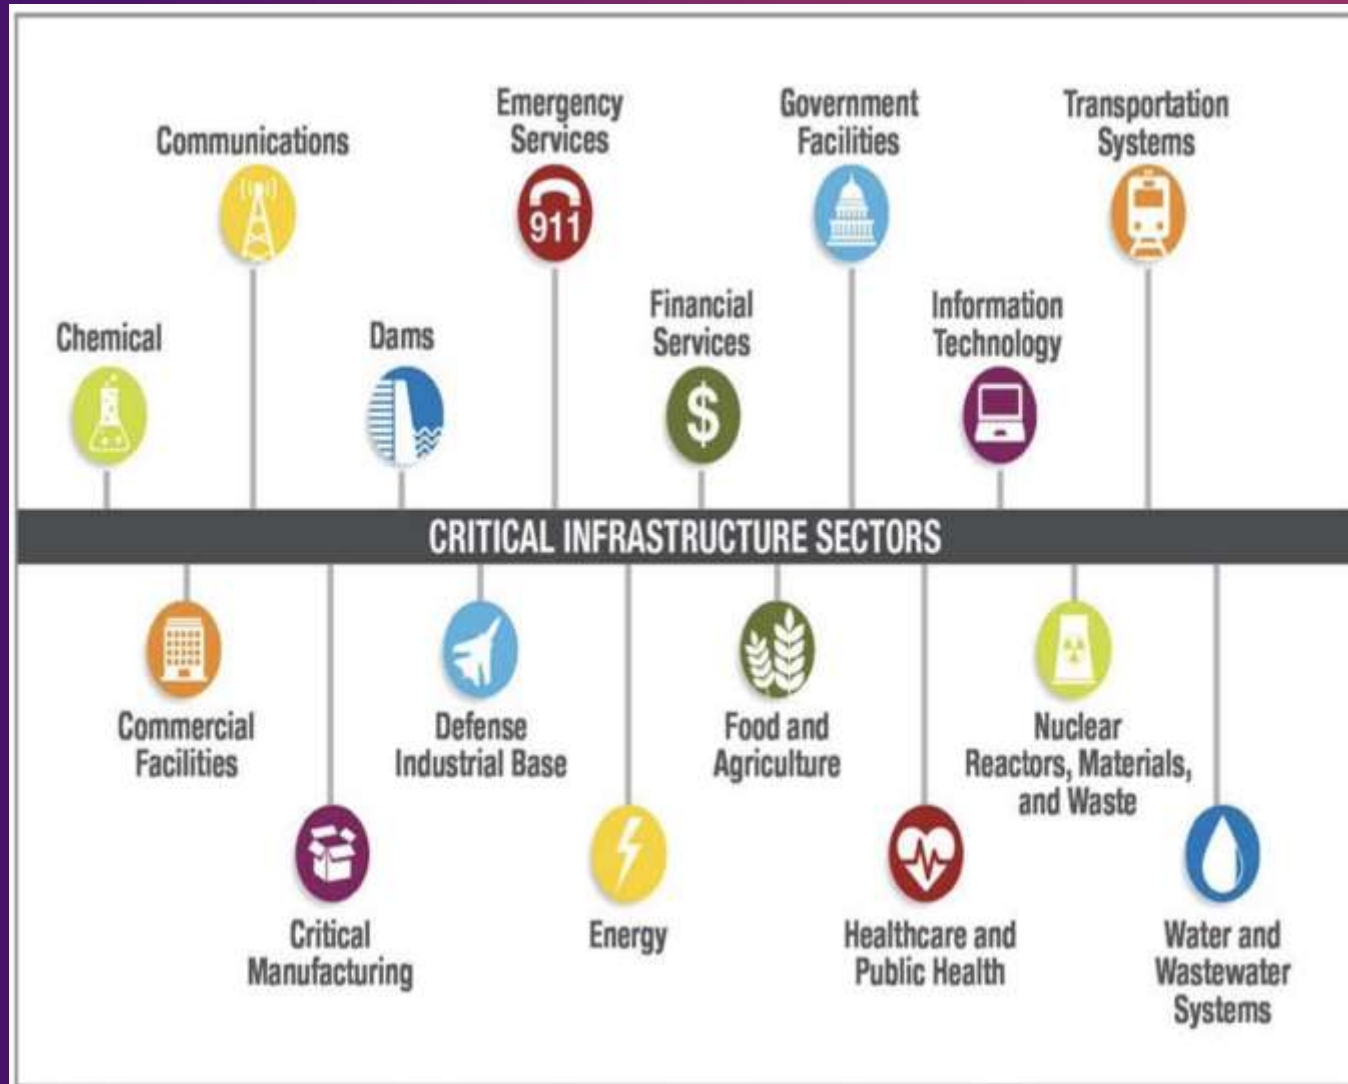 Emergency
Services
Government
Facilities
Transportation
Systems
Communications
911
Chemical
Dams
Financial
Services
Information
Technology
$
CRITICAL INFRASTRUCTURE SECTORS
Commercial
Facilities
Defense
Industrial Base
Food and
Agriculture
Nuclear
Reactors, Materials,
and Waste
Critical
Manufacturing
Energy
Healthcare and
Public Health
Water and
Wastewater
Systems